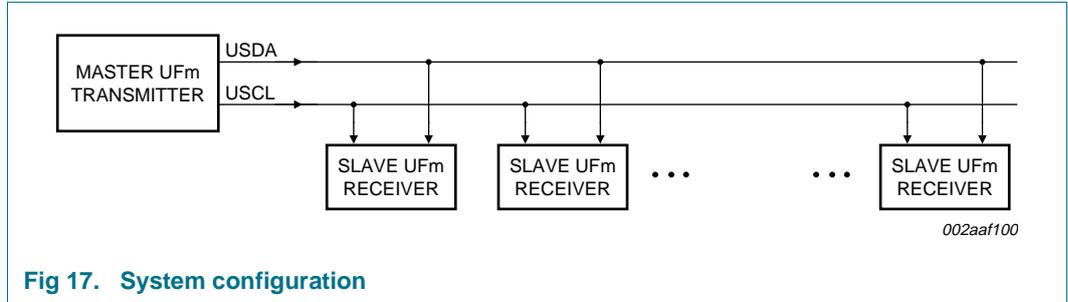 USDA
MASTER UFm
TRANSMITTER
USCL
SLAVE UFm
RECEIVER
SLAVE UFm
RECEIVER
• • •
• • •
SLAVE UFm
RECEIVER
002aaf100
Fig 17. System configuration